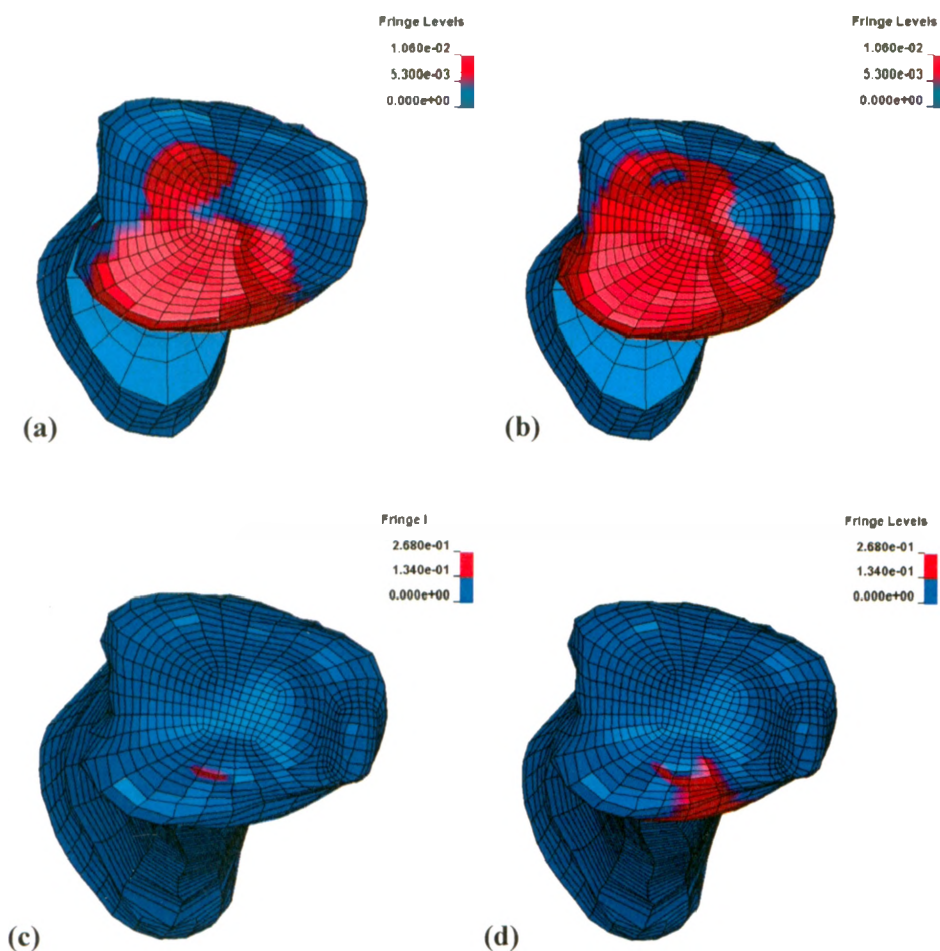 Fringe Levels
1.060e-02
5.300e-03
0.000e+00
(a)
Fringe Levels
1.060e-02
5.300e-03
0.000e+00
(b)
Fringe l
2.680e-01
1.340e-01
0.000e+00
(c)
Fringe Levels
2.680e-01
1.340e-01
0.000e+00
(d)